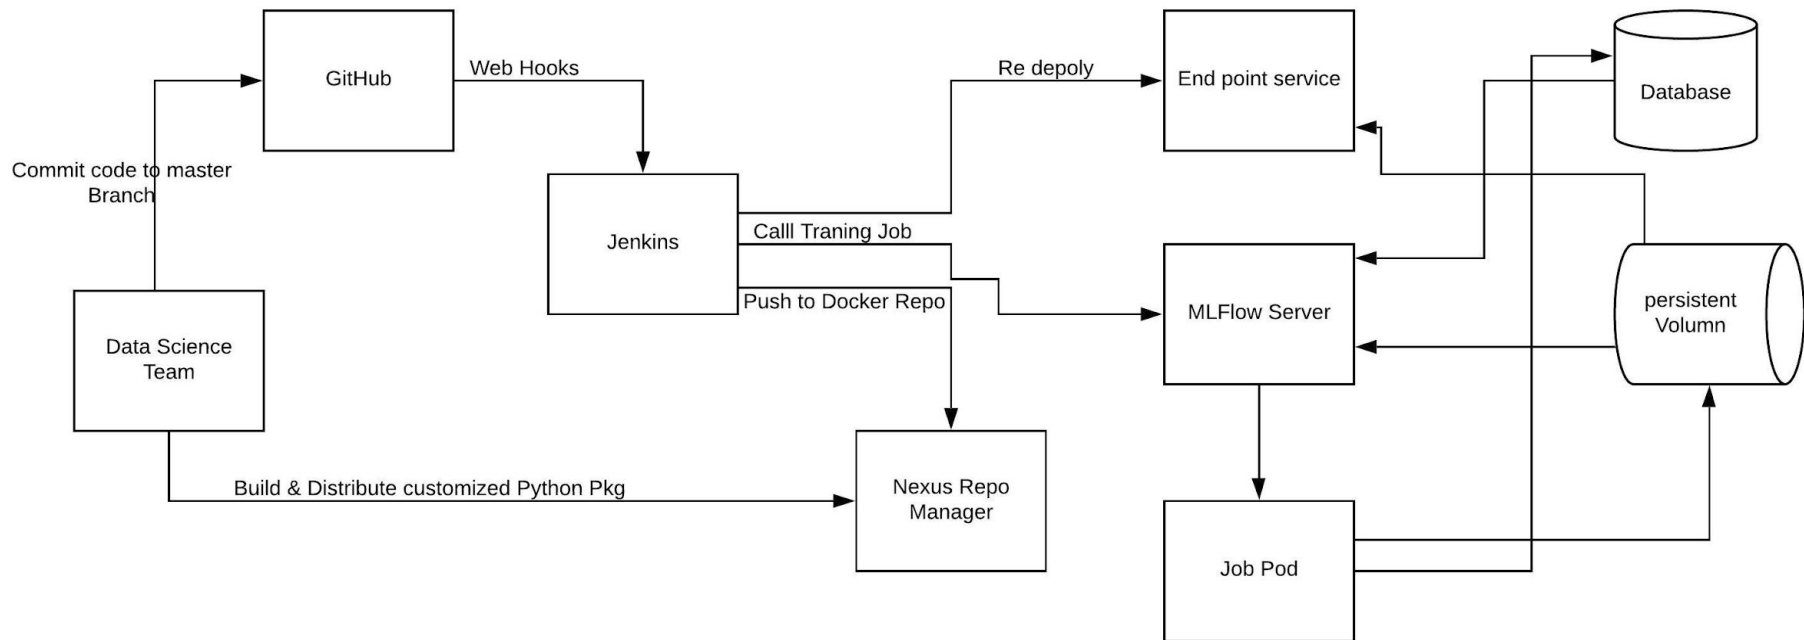 GitHub
Web Hooks
Re depoly
End point service
Database
Commit code to master
Branch
Jenkins
Calll Traning Job
Push to Docker Repo
MLFlow Server
persistent
Volumn
Data Science
Team
Build & Distribute customized Python Pkg
Nexus Repo
Manager
Job Pod